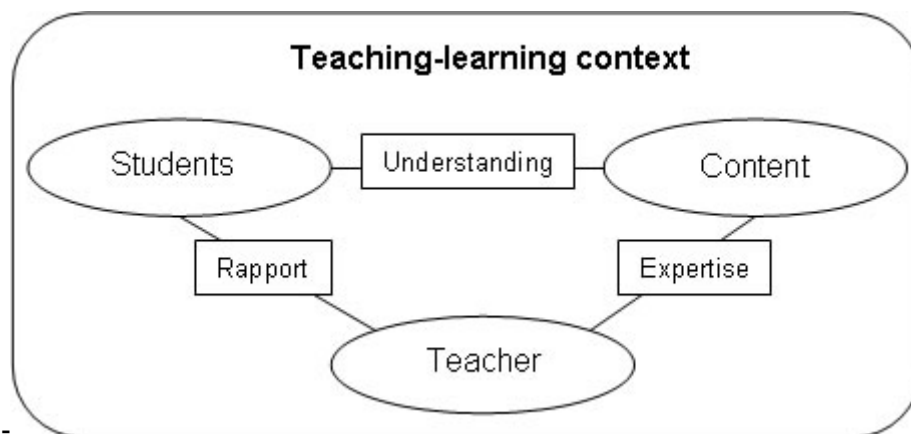 Teaching-learning context
Students
Understanding
Content
Rapport
Expertise
Teacher